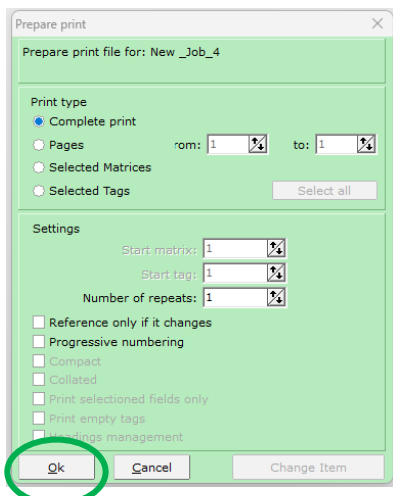 Prepare print
Prepare print file for: New _Job_4
Print type
Complete print
Pages rom: 1 to: 1
Selected Matrices
Selected Tags Select all
Settings
Start matrix: 1
Start tag: 1
Number of repeats: 1
Reference only if it changes
Progressive numbering
Compact
Collated
Print selectioned fields only
Print empty tags
Headings management
Ok Cancel Change Item